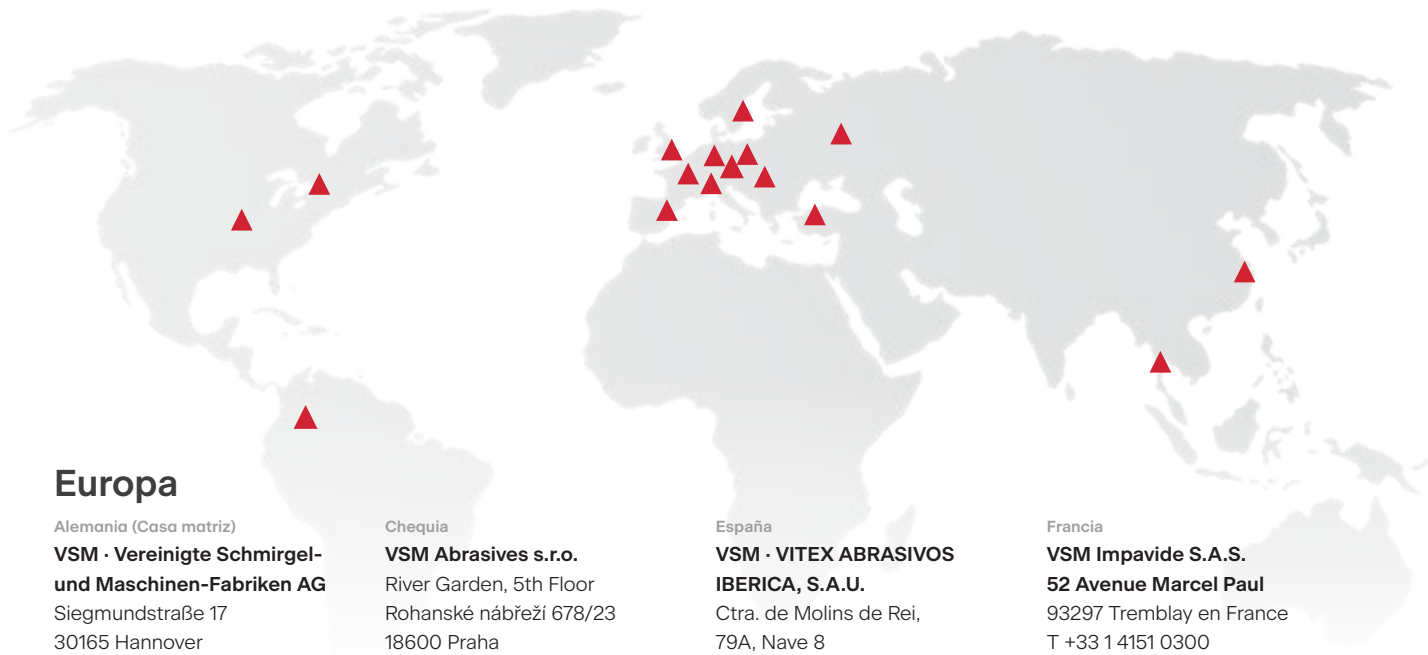 Europa
Alemania (Casa matriz)
VSM · Vereinigte Schmirgel-
und Maschinen-Fabriken AG
Siegmundstraße 17
30165 Hannover
Chequia
VSM Abrasives s.r.o.
River Garden, 5th Floor
Rohanské nábřeží 678/23
18600 Praha
España
VSM · VITEX ABRASIVOS
IBERICA, S.A.U.
Ctra. de Molins de Rei,
79A, Nave 8
Francia
VSM Impavide S.A.S.
52 Avenue Marcel Paul
93297 Tremblay en France
T +33 1 4151 0300